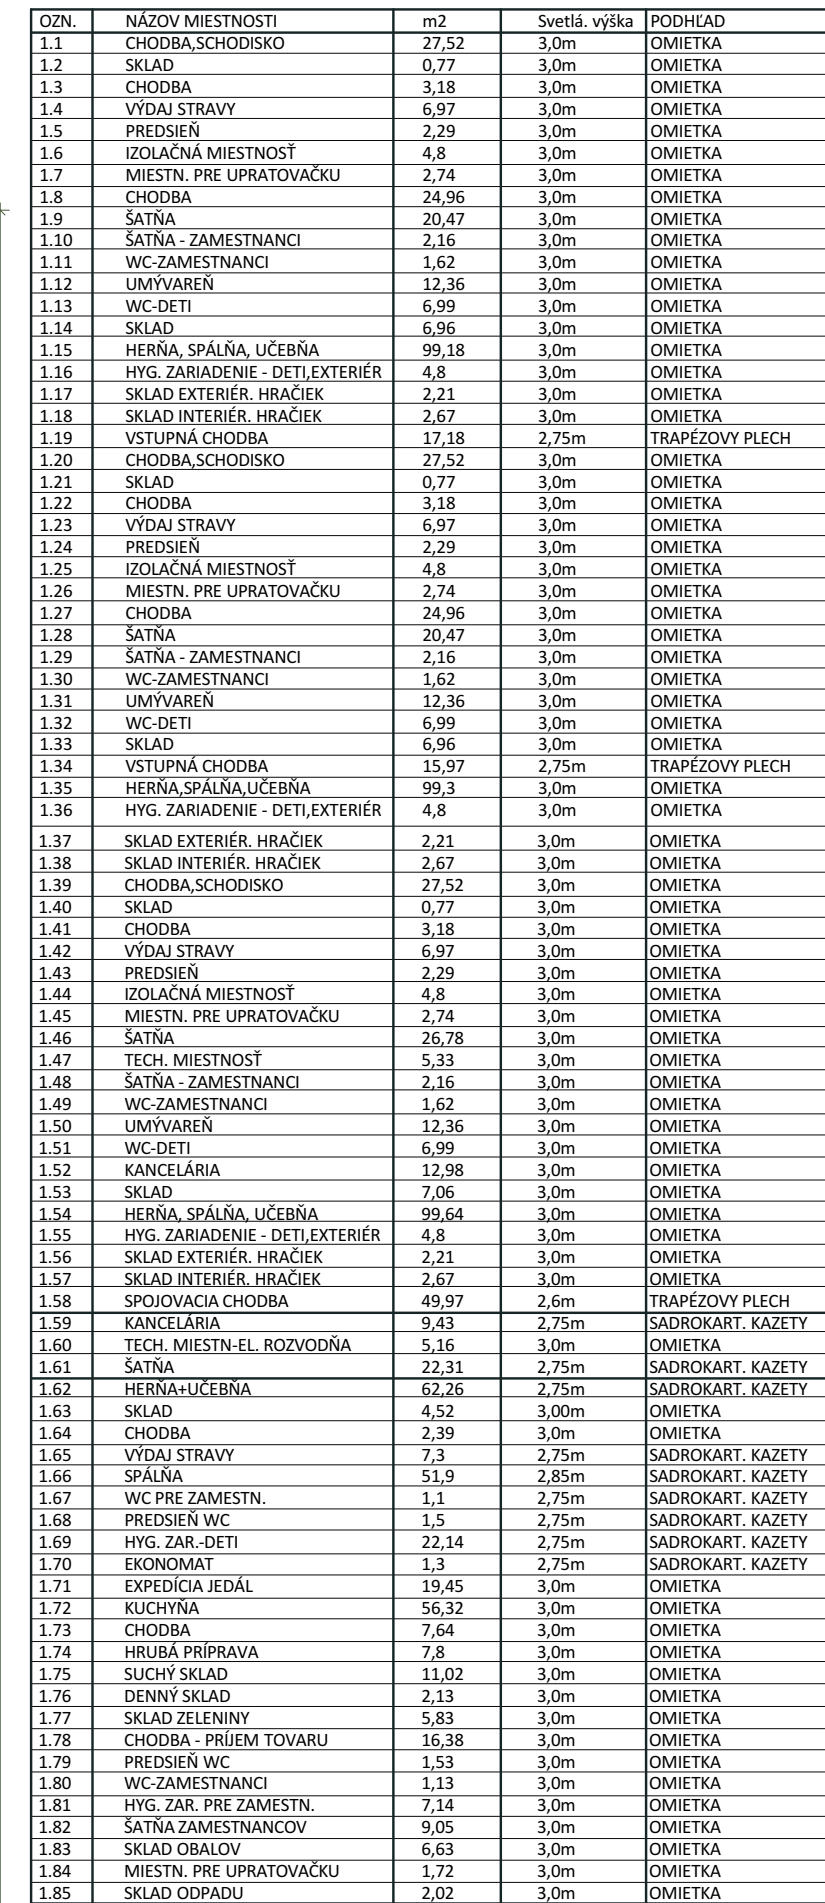 OZN. NÁZOV MIESTNOSTI m2 Svetlá. výška PODHĽAD
1.1 CHODBA,SCHODISKO 27,52 3,0m OMIETKA
1.2 SKLAD 0,77 3,0m OMIETKA
1.3 CHODBA 3,18 3,0m OMIETKA
1.4 VÝDAJ STRAVY 6,97 3,0m OMIETKA
1.5 PREDSIEŇ 2,29 3,0m OMIETKA
1.6 IZOLAČNÁ MIESTNOSŤ 4,8 3,0m OMIETKA
1.7 MIESTN. PRE UPRATOVAČKU 2,74 3,0m OMIETKA
1.8 CHODBA 24,96 3,0m OMIETKA
1.9 ŠATŇA 20,47 3,0m OMIETKA
1.10 ŠATŇA - ZAMESTNANCI 2,16 3,0m OMIETKA
1.11 WC-ZAMESTNANCI 1,62 3,0m OMIETKA
1.12 UMÝVAREŇ 12,36 3,0m OMIETKA
1.13 WC-DETI 6,99 3,0m OMIETKA
1.14 SKLAD 6,96 3,0m OMIETKA
1.15 HERŇA, SPÁLŇA, UČEBŇA 99,18 3,0m OMIETKA
1.16 HYG. ZARIADENIE - DETI,EXTERIÉR 4,8 3,0m OMIETKA
1.17 SKLAD EXTERIÉR. HRAČIEK 2,21 3,0m OMIETKA
1.18 SKLAD INTERIÉR. HRAČIEK 2,67 3,0m OMIETKA
1.19 VSTUPNÁ CHODBA 17,18 2,75m TRAPÉZOVY PLECH
1.20 CHODBA,SCHODISKO 27,52 3,0m OMIETKA
1.21 SKLAD 0,77 3,0m OMIETKA
1.22 CHODBA 3,18 3,0m OMIETKA
1.23 VÝDAJ STRAVY 6,97 3,0m OMIETKA
1.24 PREDSIEŇ 2,29 3,0m OMIETKA
1.25 IZOLAČNÁ MIESTNOSŤ 4,8 3,0m OMIETKA
1.26 MIESTN. PRE UPRATOVAČKU 2,74 3,0m OMIETKA
1.27 CHODBA 24,96 3,0m OMIETKA
1.28 ŠATŇA 20,47 3,0m OMIETKA
1.29 ŠATŇA - ZAMESTNANCI 2,16 3,0m OMIETKA
1.30 WC-ZAMESTNANCI 1,62 3,0m OMIETKA
1.31 UMÝVAREŇ 12,36 3,0m OMIETKA
1.32 WC-DETI 6,99 3,0m OMIETKA
1.33 SKLAD 6,96 3,0m OMIETKA
1.34 VSTUPNÁ CHODBA 15,97 2,75m TRAPÉZOVY PLECH
1.35 HERŇA,SPÁLŇA,UČEBŇA 99,3 3,0m OMIETKA
1.36 HYG. ZARIADENIE - DETI,EXTERIÉR 4,8 3,0m OMIETKA
1.37 SKLAD EXTERIÉR. HRAČIEK 2,21 3,0m OMIETKA
1.38 SKLAD INTERIÉR. HRAČIEK 2,67 3,0m OMIETKA
1.39 CHODBA,SCHODISKO 27,52 3,0m OMIETKA
1.40 SKLAD 0,77 3,0m OMIETKA
1.41 CHODBA 3,18 3,0m OMIETKA
1.42 VÝDAJ STRAVY 6,97 3,0m OMIETKA
1.43 PREDSIEŇ 2,29 3,0m OMIETKA
1.44 IZOLAČNÁ MIESTNOSŤ 4,8 3,0m OMIETKA
1.45 MIESTN. PRE UPRATOVAČKU 2,74 3,0m OMIETKA
1.46 ŠATŇA 26,78 3,0m OMIETKA
1.47 TECH. MIESTNOSŤ 5,33 3,0m OMIETKA
1.48 ŠATŇA - ZAMESTNANCI 2,16 3,0m OMIETKA
1.49 WC-ZAMESTNANCI 1,62 3,0m OMIETKA
1.50 UMÝVAREŇ 12,36 3,0m OMIETKA
1.51 WC-DETI 6,99 3,0m OMIETKA
1.52 KANCELÁRIA 12,98 3,0m OMIETKA
1.53 SKLAD 7,06 3,0m OMIETKA
1.54 HERŇA, SPÁLŇA, UČEBŇA 99,64 3,0m OMIETKA
1.55 HYG. ZARIADENIE - DETI,EXTERIÉR 4,8 3,0m OMIETKA
1.56 SKLAD EXTERIÉR. HRAČIEK 2,21 3,0m OMIETKA
1.57 SKLAD INTERIÉR. HRAČIEK 2,67 3,0m OMIETKA
1.58 SPOJOVACIA CHODBA 49,97 2,6m TRAPÉZOVY PLECH
1.59 KANCELÁRIA 9,43 2,75m SADROKART. KAZETY
1.60 TECH. MIESTN-EL. ROZVODŇA 5,16 3,0m OMIETKA
1.61 ŠATŇA 22,31 2,75m SADROKART. KAZETY
1.62 HERŇA+UČEBŇA 62,26 2,75m SADROKART. KAZETY
1.63 SKLAD 4,52 3,00m OMIETKA
1.64 CHODBA 2,39 3,0m OMIETKA
1.65 VÝDAJ STRAVY 7,3 2,75m SADROKART. KAZETY
1.66 SPÁLŇA 51,9 2,85m SADROKART. KAZETY
1.67 WC PRE ZAMESTN. 1,1 2,75m SADROKART. KAZETY
1.68 PREDSIEŇ WC 1,5 2,75m SADROKART. KAZETY
1.69 HYG. ZAR.-DETI 22,14 2,75m SADROKART. KAZETY
1.70 EKONOMAT 1,3 2,75m SADROKART. KAZETY
1.71 EXPEDÍCIA JEDÁL 19,45 3,0m OMIETKA
1.72 KUCHYŇA 56,32 3,0m OMIETKA
1.73 CHODBA 7,64 3,0m OMIETKA
1.74 HRUBÁ PRÍPRAVA 7,8 3,0m OMIETKA
1.75 SUCHÝ SKLAD 11,02 3,0m OMIETKA
1.76 DENNÝ SKLAD 2,13 3,0m OMIETKA
1.77 SKLAD ZELENINY 5,83 3,0m OMIETKA
1.78 CHODBA - PRÍJEM TOVARU 16,38 3,0m OMIETKA
1.79 PREDSIEŇ WC 1,53 3,0m OMIETKA
1.80 WC-ZAMESTNANCI 1,13 3,0m OMIETKA
1.81 HYG. ZAR. PRE ZAMESTN. 7,14 3,0m OMIETKA
1.82 ŠATŇA ZAMESTNANCOV 9,05 3,0m OMIETKA
1.83 SKLAD OBALOV 6,63 3,0m OMIETKA
1.84 MIESTN. PRE UPRATOVAČKU 1,72 3,0m OMIETKA
1.85 SKLAD ODPADU 2,02 3,0m OMIETKA